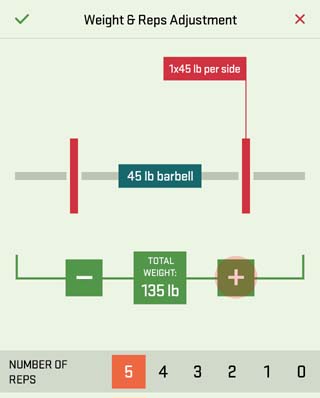 Weight & Reps Adjustment
1x45 lb per side
45 lb barbell
TOTAL
WEIGHT:
135 lb
NUMBER OF
REPS
5 4 3 2 1 0